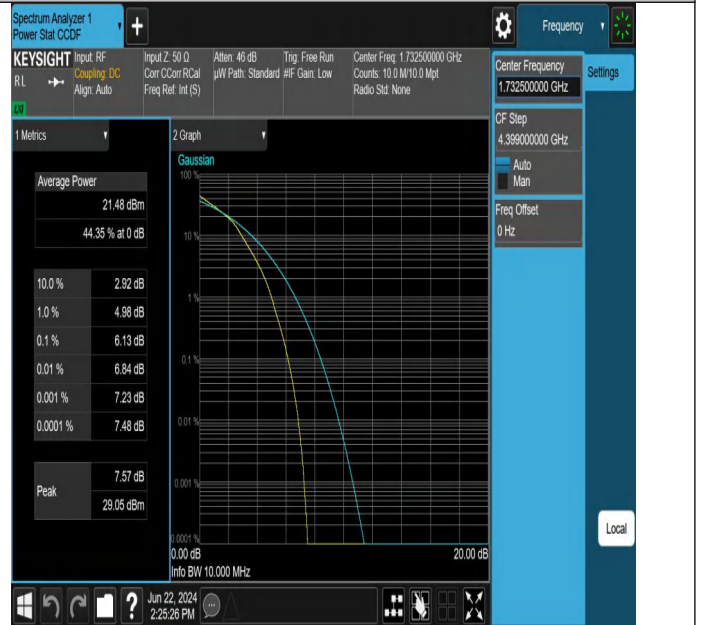 Spectrum Analyzer 1
Power Stat CCDF
Frequency
KEYSIGHT
RL
LXI
Input: RF
Coupling: DC
Align: Auto
Input Z: 50 Ω
Corr CCorr RCal
Freq Ref: Int (S)
Atten: 46 dB
µW Path: Standard
Trig: Free Run
#IF Gain: Low
Center Freq: 1.732500000 GHz
Counts: 10.0 M/10.0 Mpt
Radio Std: None
Center Frequency
1.732500000 GHz
Settings
CF Step
4.399000000 GHz
Auto
Man
Freq Offset
0 Hz
1 Metrics
Average Power
21.48 dBm
44.35 % at 0 dB
10.0 % 2.92 dB
1.0 % 4.98 dB
0.1 % 6.13 dB
0.01 % 6.84 dB
0.001 % 7.23 dB
0.0001 % 7.48 dB
Peak
7.57 dB
29.05 dBm
2 Graph
Gaussian
100 %
10 %
1 %
0.1 %
0.01 %
0.001 %
0.0001 %
0.00 dB 20.00 dB
Info BW 10.000 MHz
Local
?
Jun 22, 2024
2:25:26 PM